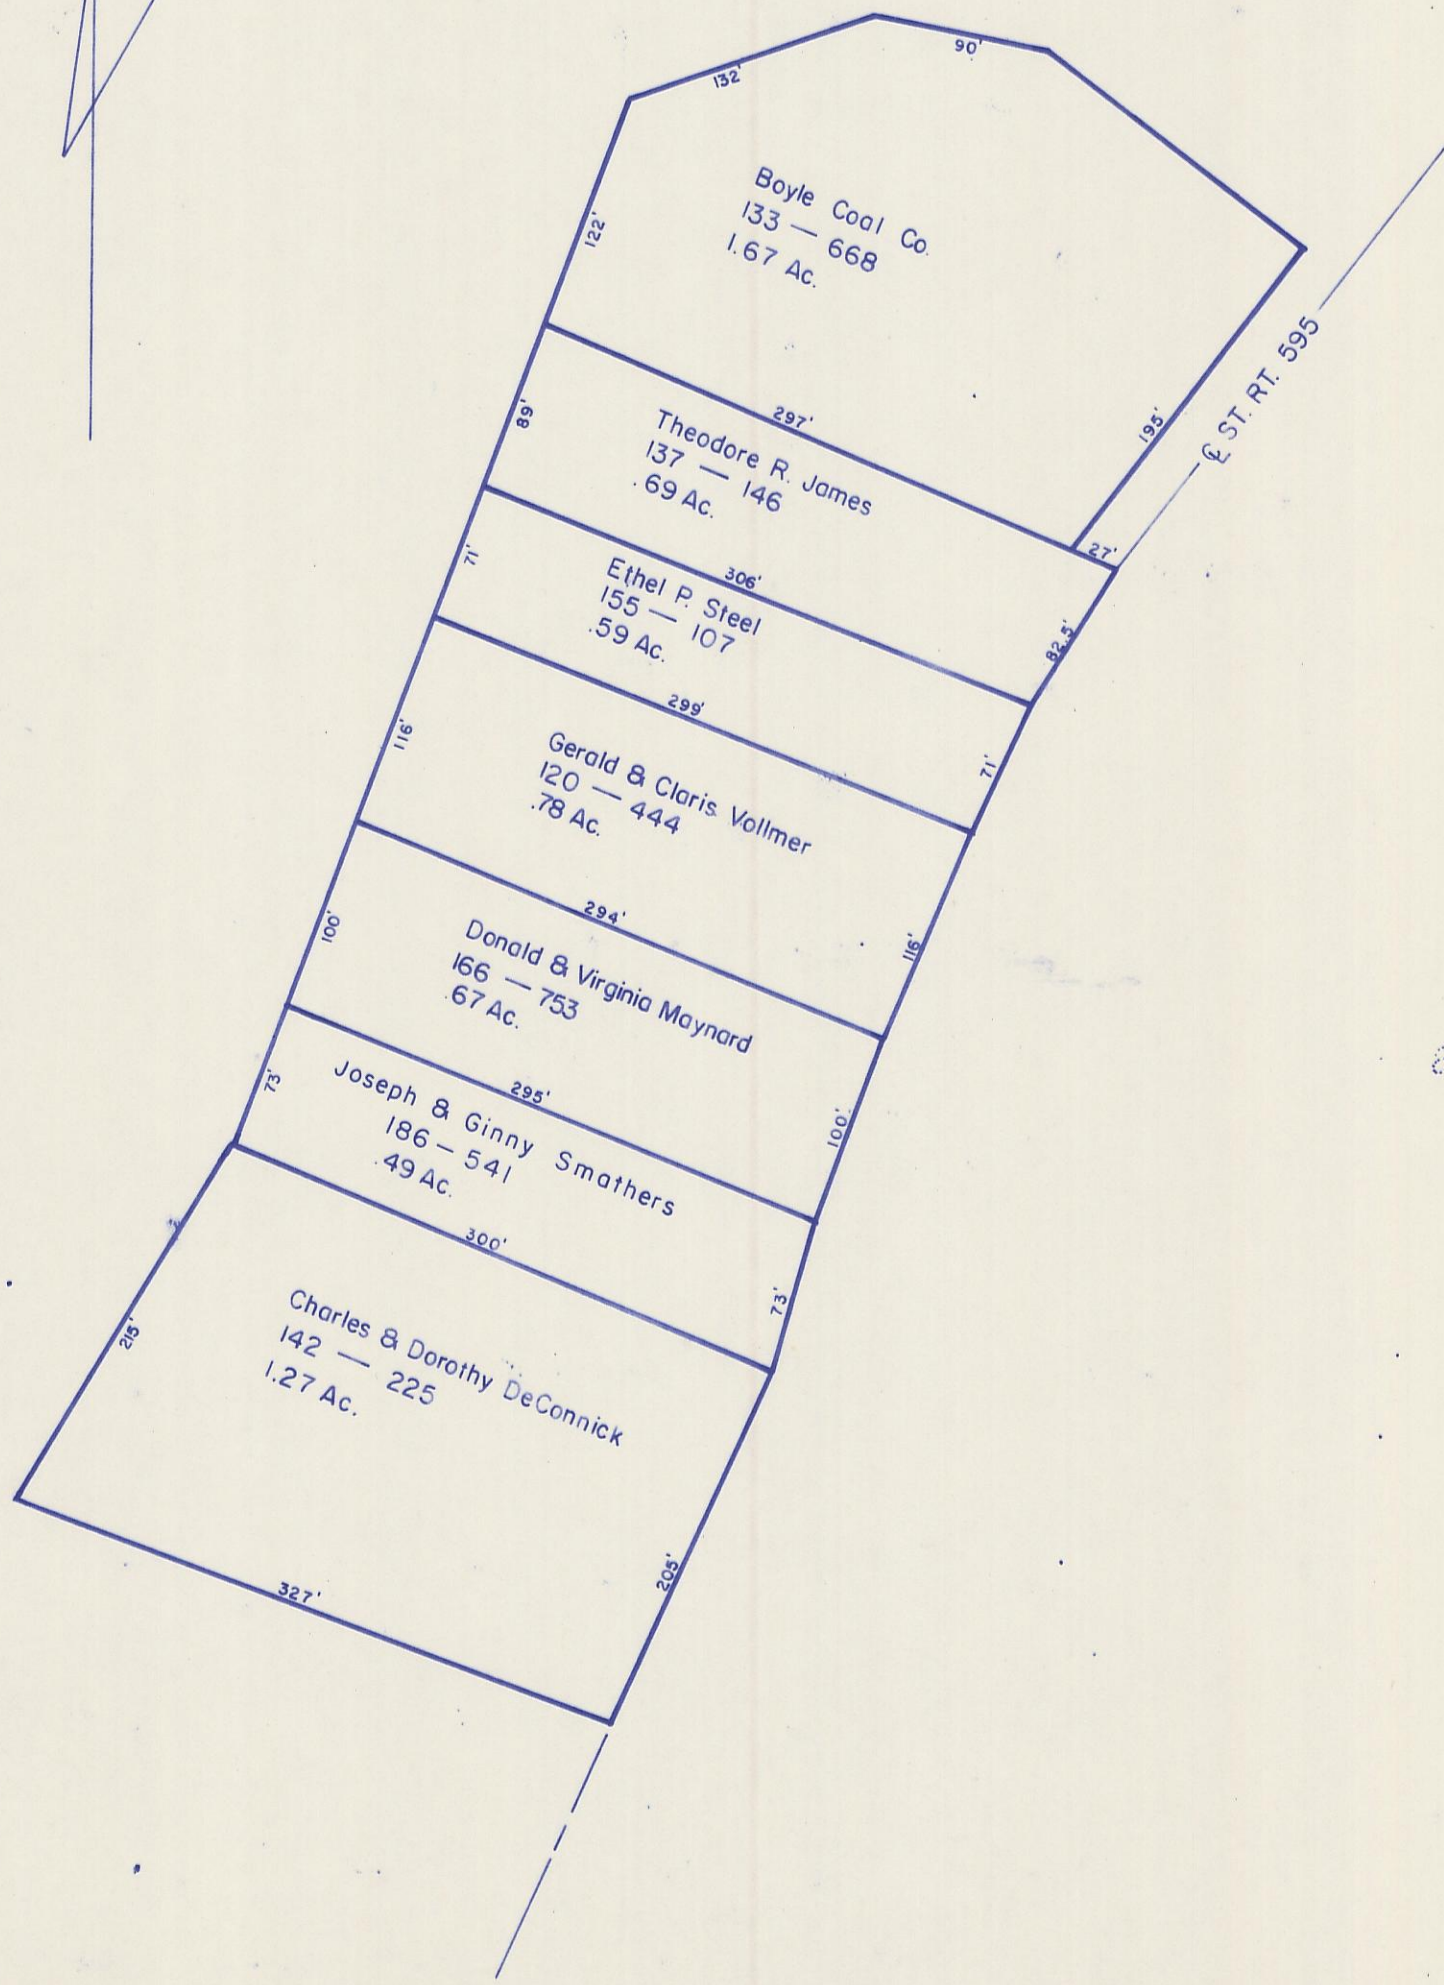 132'
90'
Boyle Coal Co.
133 — 668
1.67 Ac.
122'
195'
℄ ST. RT. 595
297'
27'
89'
Theodore R. James
137 — 146
.69 Ac.
306'
82.5'
71'
Ethel P. Steel
155 — 107
.59 Ac.
299'
71'
116'
Gerald & Claris Vollmer
120 — 444
.78 Ac.
294'
116'
100'
Donald & Virginia Maynard
166 — 753
.67 Ac.
295'
100'
73'
Joseph & Ginny Smathers
186 — 541
.49 Ac.
300'
73'
215'
Charles & Dorothy DeConnick
142 — 225
1.27 Ac.
205'
327'